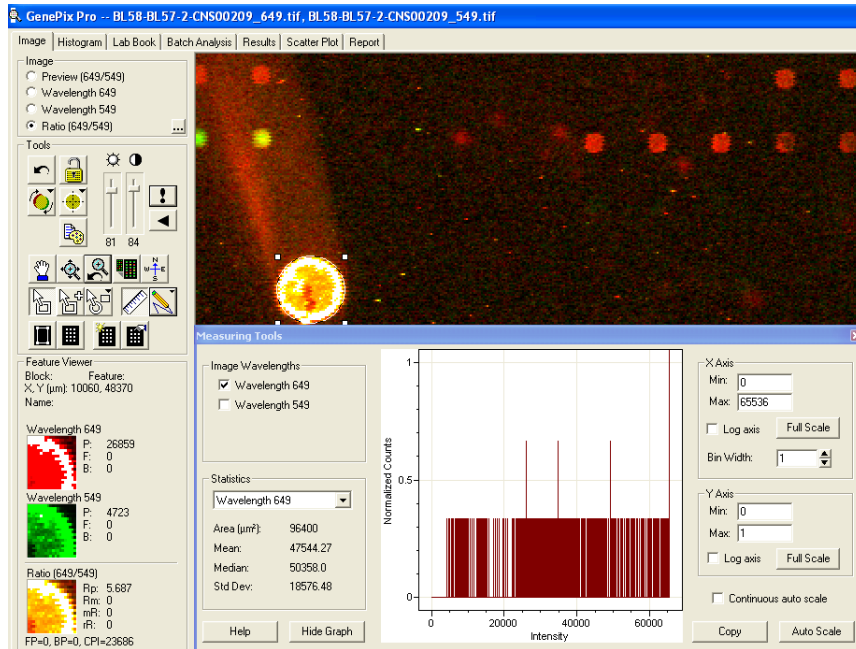 GenePix Pro -- BL58-BL57-2-CNS00209_649.tif, BL58-BL57-2-CNS00209_549.tif
Image Histogram Lab Book Batch Analysis Results Scatter Plot Report
Image
Preview (649/549)
Wavelength 649
Wavelength 549
Ratio (649/549)
...
Tools
81 84
N
W E
S
Feature Viewer
Block: Feature:
X, Y (µm): 10060, 48370
Name:
Wavelength 649
P: 26859
F: 0
B: 0
Wavelength 549
P: 4723
F: 0
B: 0
Ratio (649/549)
Rp: 5.687
Rm: 0
mR: 0
rR: 0
FP=0, BP=0, CPI=23686
Measuring Tools
Image Wavelengths
Wavelength 649
Wavelength 549
Statistics
Wavelength 649
Area (µm²): 96400
Mean: 47544.27
Median: 50358.0
Std Dev: 18576.48
Help Hide Graph
Normalized Counts
1
0.5
0
0 20000 40000 60000
Intensity
X Axis
Min: 0
Max: 65536
Log axis Full Scale
Bin Width: 1
Y Axis
Min: 0
Max: 1
Log axis Full Scale
Continuous auto scale
Copy Auto Scale